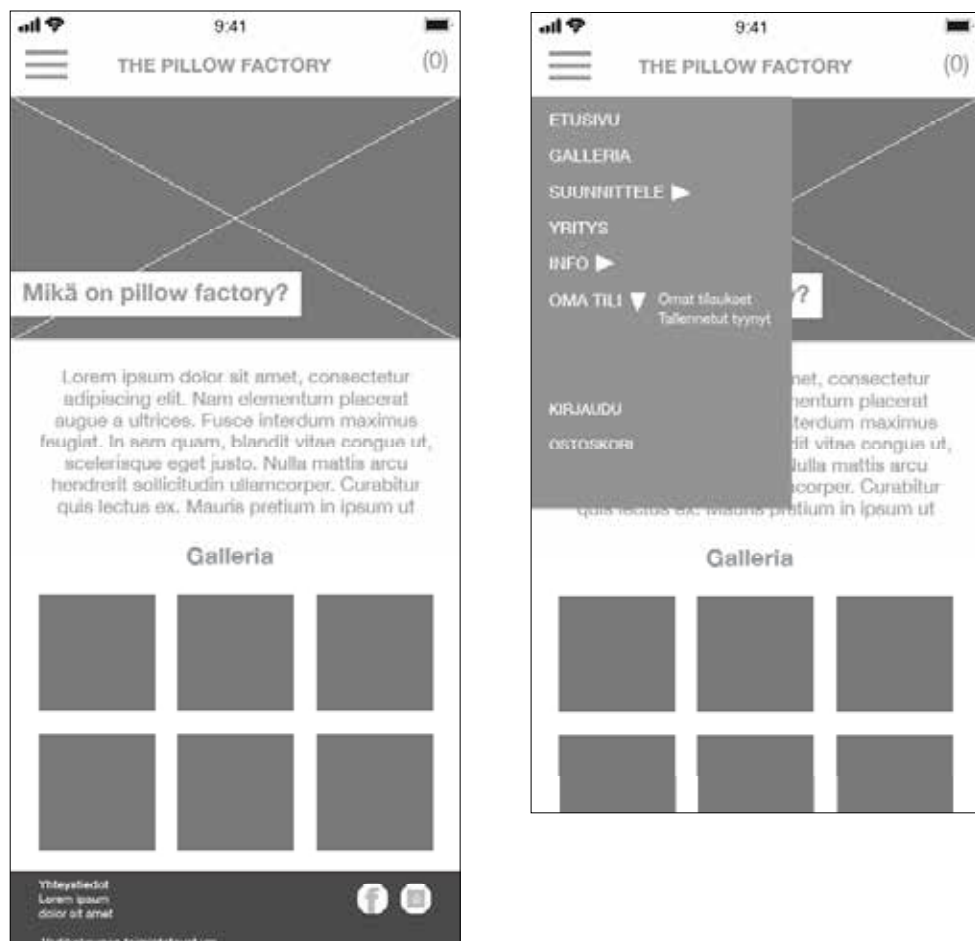 9:41
THE PILLOW FACTORY
(0)
Mikä on pillow factory?
Lorem ipsum dolor sit amet, consectetur
adipiscing elit. Nam elementum placerat
augue a ultrices. Fusce interdum maximus
feugiat. In sem quam, blandit vitae congue ut,
scelerisque eget justo. Nulla mattis arcu
hendrerit sollicitudin ullamcorper. Curabitur
quis lectus ex. Mauris pretium in ipsum ut
Galleria
Yhteystiedot
Lorem ipsum
dolor sit amet
9:41
THE PILLOW FACTORY
(0)
ETUSIVU
GALLERIA
SUUNNITTELE
YRITYS
INFO
OMA TILI
Omat tilaukset
Tallennetut tyynyt
KIRJAUDU
OSTOSKORI
y?
met, consectetur
mentum placerat
terdum maximus
dit vitae congue ut,
Nulla mattis arcu
corper. Curabitur
quis lectus ex. Mauris pretium in ipsum ut
Galleria